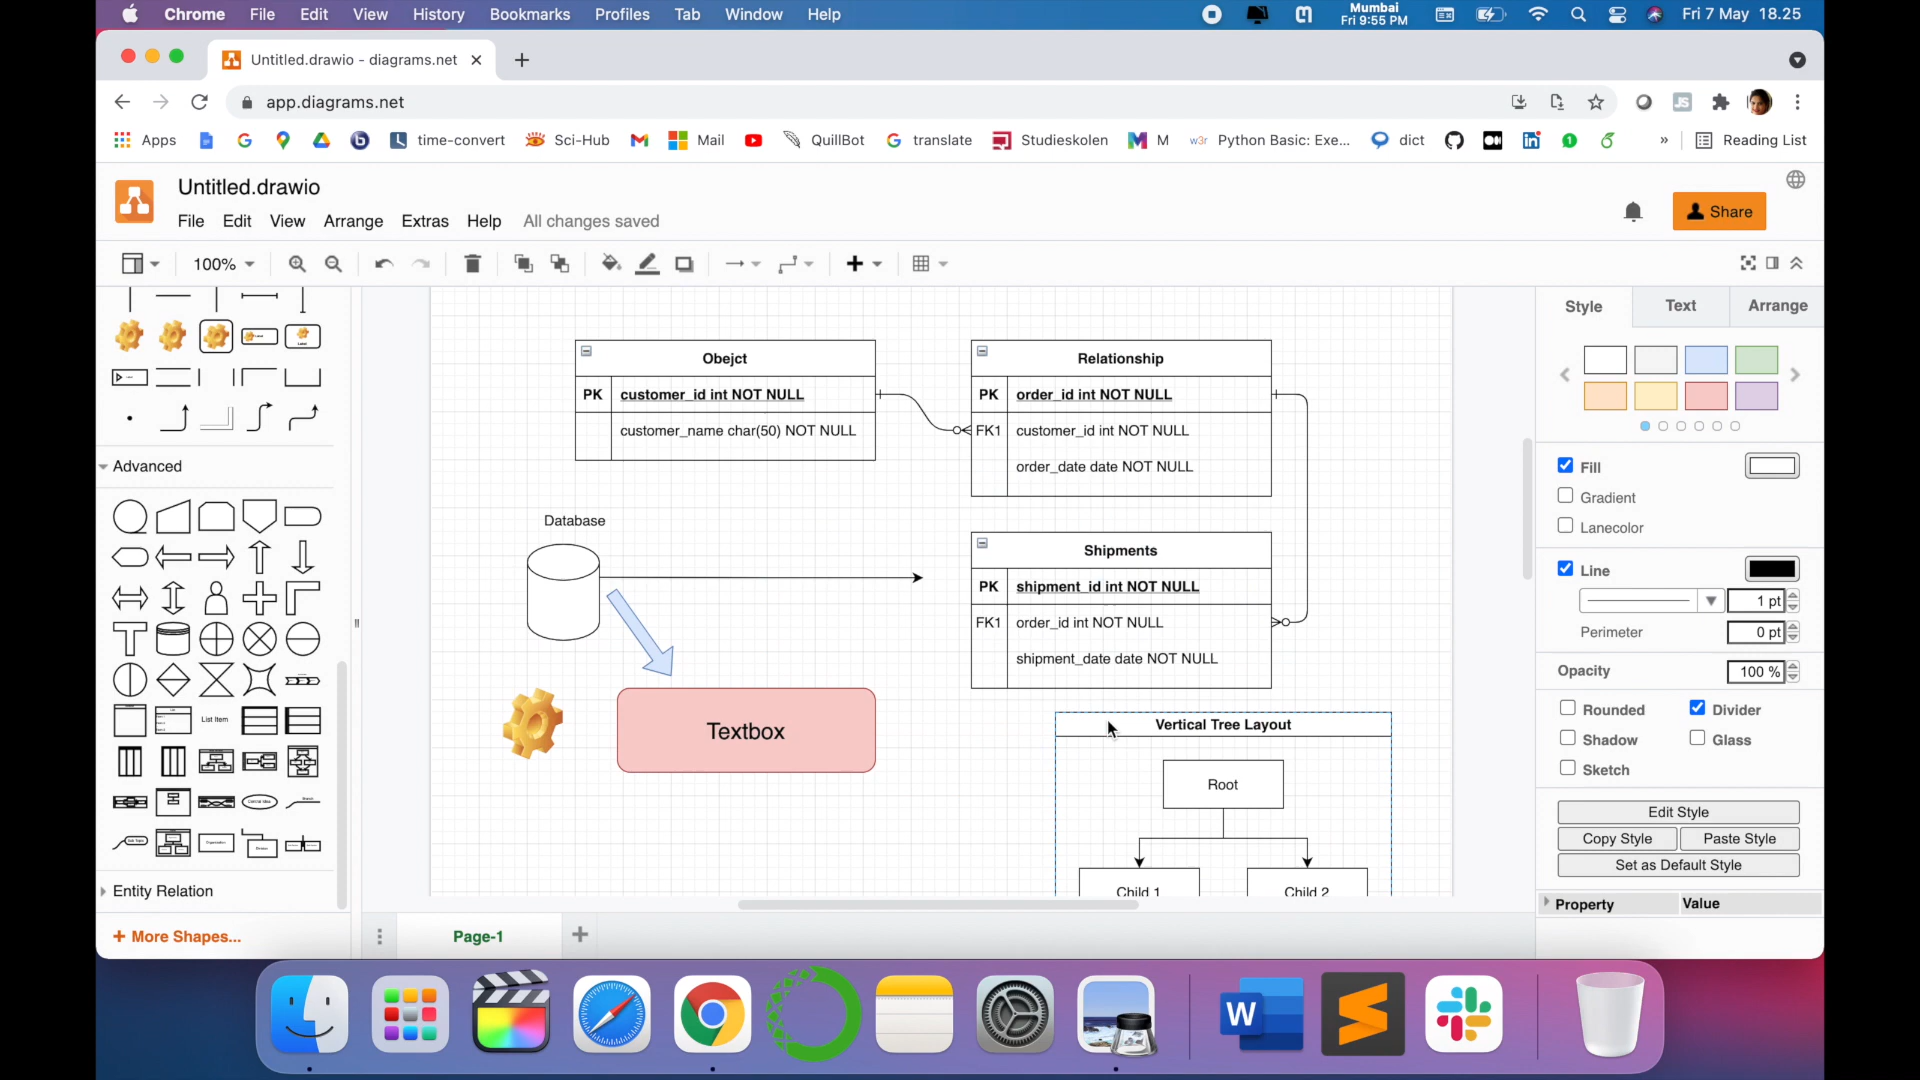 Chrome File Edit View History Bookmarks Profiles Tab Window Help
Mumbai
Fri 9:55 PM
Fri 7 May 18.25
Untitled.drawio - diagrams.net
app.diagrams.net
Apps time-convert Sci-Hub Mail QuillBot translate Studieskolen M Python Basic: Exe... dict » Reading List
Untitled.drawio
File Edit View Arrange Extras Help All changes saved
Share
100%
Style Text Arrange
Advanced
List Item
Entity Relation
+ More Shapes...
Obejct
PK customer_id int NOT NULL
customer_name char(50) NOT NULL
Relationship
PK order_id int NOT NULL
FK1 customer_id int NOT NULL
order_date date NOT NULL
Database
Shipments
PK shipment_id int NOT NULL
FK1 order_id int NOT NULL
shipment_date date NOT NULL
Textbox
Vertical Tree Layout
Root
Child 1 Child 2
Page-1
Fill
Gradient
Lanecolor
Line
1 pt
Perimeter 0 pt
Opacity 100 %
Rounded Divider
Shadow Glass
Sketch
Edit Style
Copy Style Paste Style
Set as Default Style
Property Value
W